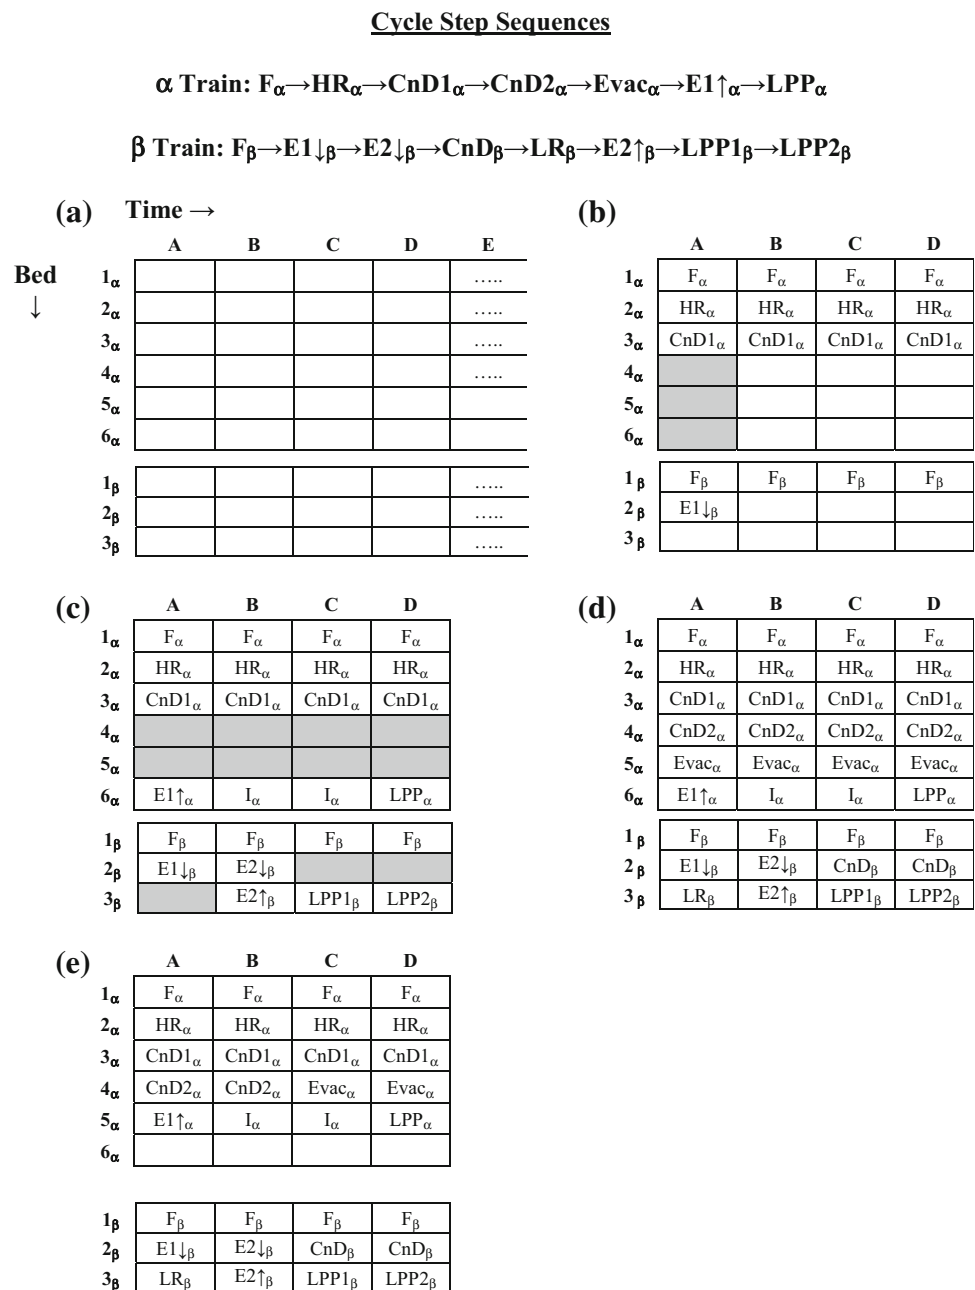 Cycle Step Sequences
α Train: Fα→HRα→CnD1α→CnD2α→Evacα→E1↑α→LPPα
β Train: Fβ→E1↓β→E2↓β→CnDβ→LRβ→E2↑β→LPP1β→LPP2β
(a) Time →
A B C D E
Bed ↓
1α .....
2α .....
3α .....
4α .....
5α
6α
1β .....
2β .....
3β .....
(b)
A B C D
1α Fα Fα Fα Fα
2α HRα HRα HRα HRα
3α CnD1α CnD1α CnD1α CnD1α
4α
5α
6α
1β Fβ Fβ Fβ Fβ
2β E1↓β
3β
(c)
A B C D
1α Fα Fα Fα Fα
2α HRα HRα HRα HRα
3α CnD1α CnD1α CnD1α CnD1α
4α
5α
6α E1↑α Iα Iα LPPα
1β Fβ Fβ Fβ Fβ
2β E1↓β E2↓β
3β E2↑β LPP1β LPP2β
(d)
A B C D
1α Fα Fα Fα Fα
2α HRα HRα HRα HRα
3α CnD1α CnD1α CnD1α CnD1α
4α CnD2α CnD2α CnD2α CnD2α
5α Evacα Evacα Evacα Evacα
6α E1↑α Iα Iα LPPα
1β Fβ Fβ Fβ Fβ
2β E1↓β E2↓β CnDβ CnDβ
3β LRβ E2↑β LPP1β LPP2β
(e)
A B C D
1α Fα Fα Fα Fα
2α HRα HRα HRα HRα
3α CnD1α CnD1α CnD1α CnD1α
4α CnD2α CnD2α Evacα Evacα
5α E1↑α Iα Iα LPPα
6α
1β Fβ Fβ Fβ Fβ
2β E1↓β E2↓β CnDβ CnDβ
3β LRβ E2↑β LPP1β LPP2β